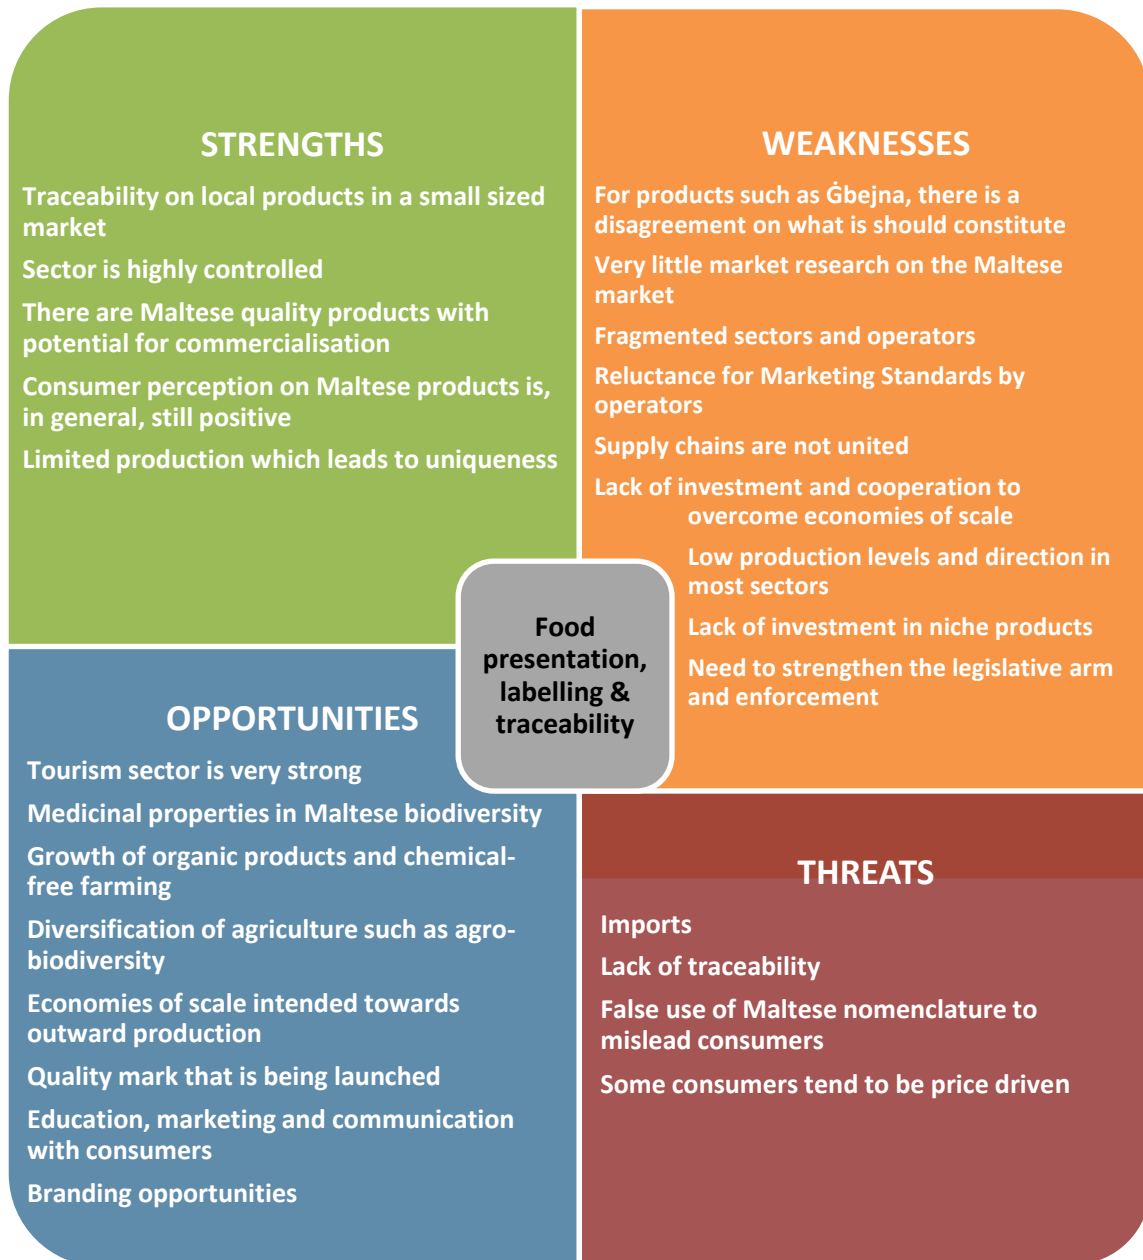 STRENGTHS
Traceability on local products in a small sized
market
Sector is highly controlled
There are Maltese quality products with
potential for commercialisation
Consumer perception on Maltese products is,
in general, still positive
Limited production which leads to uniqueness
WEAKNESSES
For products such as Ġbejna, there is a
disagreement on what is should constitute
Very little market research on the Maltese
market
Fragmented sectors and operators
Reluctance for Marketing Standards by
operators
Supply chains are not united
Lack of investment and cooperation to
overcome economies of scale
Low production levels and direction in
most sectors
Lack of investment in niche products
Need to strengthen the legislative arm
and enforcement
Food
presentation,
labelling &
traceability
OPPORTUNITIES
Tourism sector is very strong
Medicinal properties in Maltese biodiversity
Growth of organic products and chemical-
free farming
Diversification of agriculture such as agro-
biodiversity
Economies of scale intended towards
outward production
Quality mark that is being launched
Education, marketing and communication
with consumers
Branding opportunities
THREATS
Imports
Lack of traceability
False use of Maltese nomenclature to
mislead consumers
Some consumers tend to be price driven